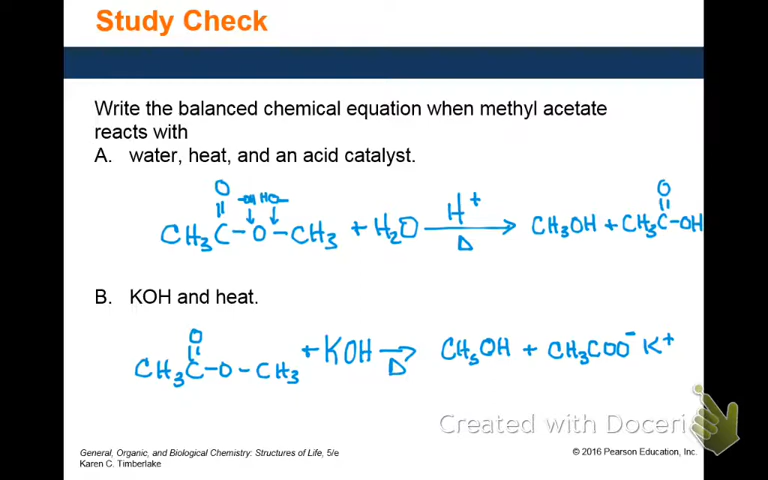 Study Check
Write the balanced chemical equation when methyl acetate
reacts with
A. water, heat, and an acid catalyst.
O -OH HO-
CH₃C-O-CH₃ + H₂O H⁺ → Δ CH₃OH + CH₃C-OH
O
B. KOH and heat.
O
CH₃C-O-CH₃ + KOH → Δ CH₃OH + CH₃COO⁻ K⁺
Created with Doceri
General, Organic, and Biological Chemistry: Structures of Life, 5/e
Karen C. Timberlake
© 2016 Pearson Education, Inc.